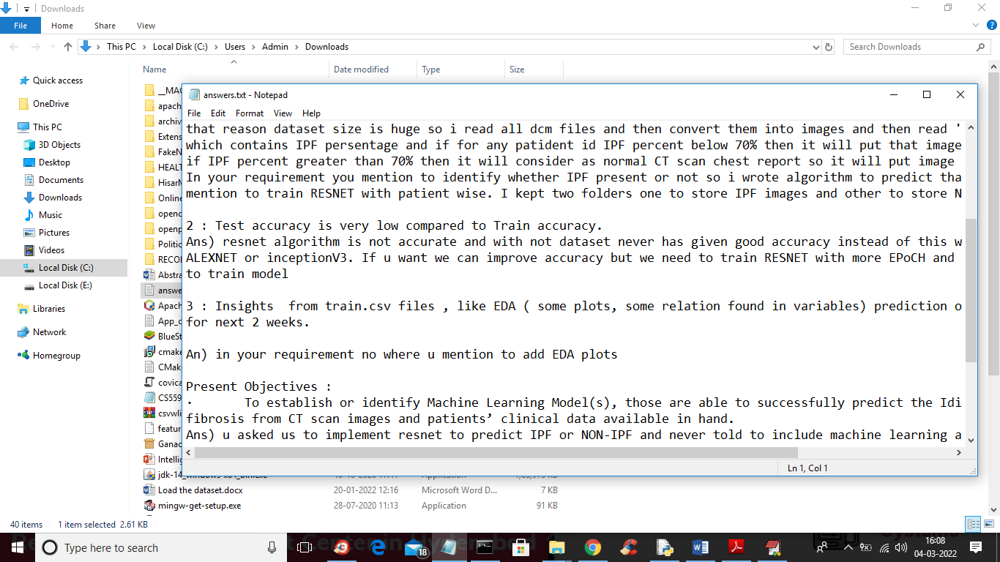 Downloads
File Home Share View
This PC Local Disk (C:) Users Admin Downloads
Search Downloads
Name Date modified Type Size
Quick access
OneDrive
This PC
3D Objects
Desktop
Documents
Downloads
Music
Pictures
Videos
Local Disk (C:)
Local Disk (E:)
Libraries
Network
Homegroup
__MAC
apach
archiv
Extens
FakeN
HEALT
HisarM
Online
openc
openp
Politic
RECO
Abstra
answe
Apach
App_c
BlueSt
cmake
CMak
covica
CS559
csvwli
featur
Ganac
Intellig
answers.txt - Notepad
File Edit Format View Help
that reason dataset size is huge so i read all dcm files and then convert them into images and then read '
which contains IPF persentage and if for any patident id IPF percent below 70% then it will put that image
if IPF percent greater than 70% then it will consider as normal CT scan chest report so it will put image
In your requirement you mention to identify whether IPF present or not so i wrote algorithm to predict tha
mention to train RESNET with patient wise. I kept two folders one to store IPF images and other to store N
2 : Test accuracy is very low compared to Train accuracy.
Ans) resnet algorithm is not accurate and with not dataset never has given good accuracy instead of this w
ALEXNET or inceptionV3. If u want we can improve accuracy but we need to train RESNET with more EPoCH and
to train model
3 : Insights  from train.csv files , like EDA ( some plots, some relation found in variables) prediction o
for next 2 weeks.
An) in your requirement no where u mention to add EDA plots
Present Objectives :
·       To establish or identify Machine Learning Model(s), those are able to successfully predict the Idi
fibrosis from CT scan images and patients’ clinical data available in hand.
Ans) u asked us to implement resnet to predict IPF or NON-IPF and never told to include machine learning a
Ln 1, Col 1
Application
Load the dataset.docx 20-01-2022 12:16 Microsoft Word D... 7 KB
mingw-get-setup.exe 28-07-2020 11:13 Application 91 KB
40 items 1 item selected 2.61 KB
Type here to search
18
16:08
04-03-2022